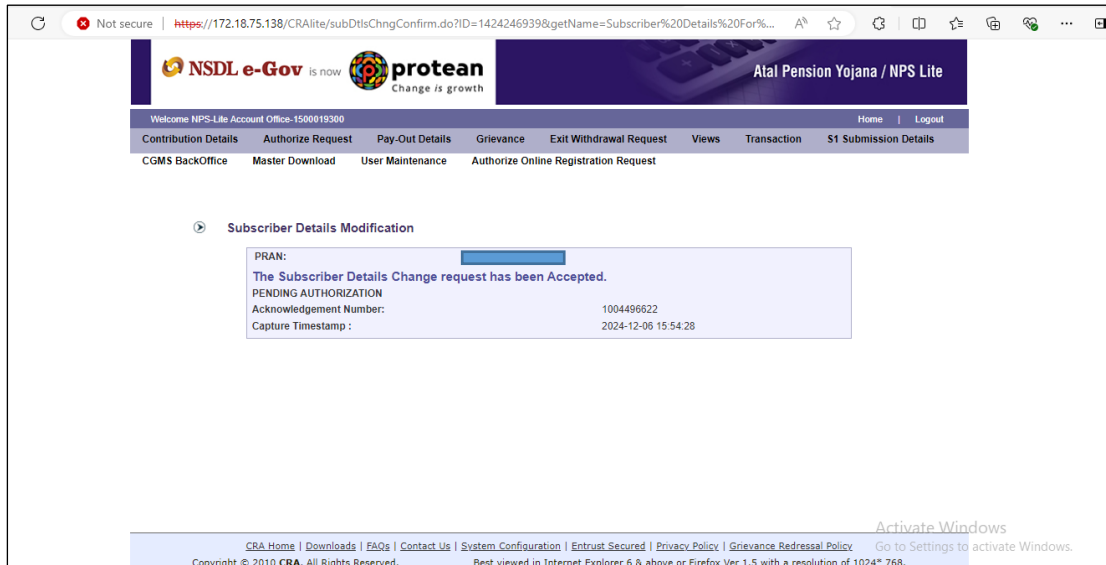 Not secure | https://172.18.75.138/CRAlite/subDtlsChngConfirm.do?ID=1424246939&getName=Subscriber%20Details%20For%...
NSDL e-Gov is now protean
Change is growth
Atal Pension Yojana / NPS Lite
Welcome NPS-Lite Account Office-1500019300 Home | Logout
Contribution Details Authorize Request Pay-Out Details Grievance Exit Withdrawal Request Views Transaction S1 Submission Details
CGMS BackOffice Master Download User Maintenance Authorize Online Registration Request
Subscriber Details Modification
PRAN:
The Subscriber Details Change request has been Accepted.
PENDING AUTHORIZATION
Acknowledgement Number: 1004496622
Capture Timestamp : 2024-12-06 15:54:28
Activate Windows
Go to Settings to activate Windows.
CRA Home | Downloads | FAQs | Contact Us | System Configuration | Entrust Secured | Privacy Policy | Grievance Redressal Policy
Copyright © 2010 CRA. All Rights Reserved. Best viewed in Internet Explorer 6 & above or Firefox Ver 1.5 with a resolution of 1024* 768.